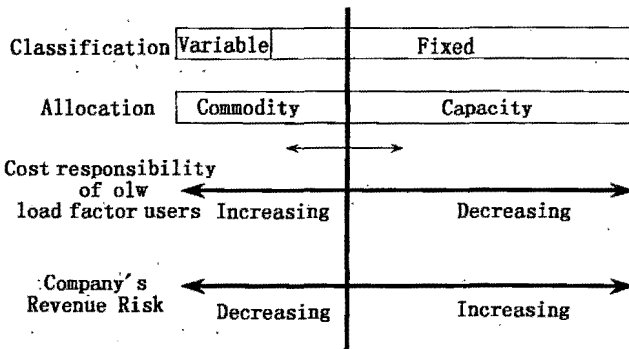 Classification Variable Fixed
Allocation Commodity Capacity
Cost responsibility
of olw
load factor users Increasing Decreasing
Company's
Revenue Risk
Decreasing Increasing